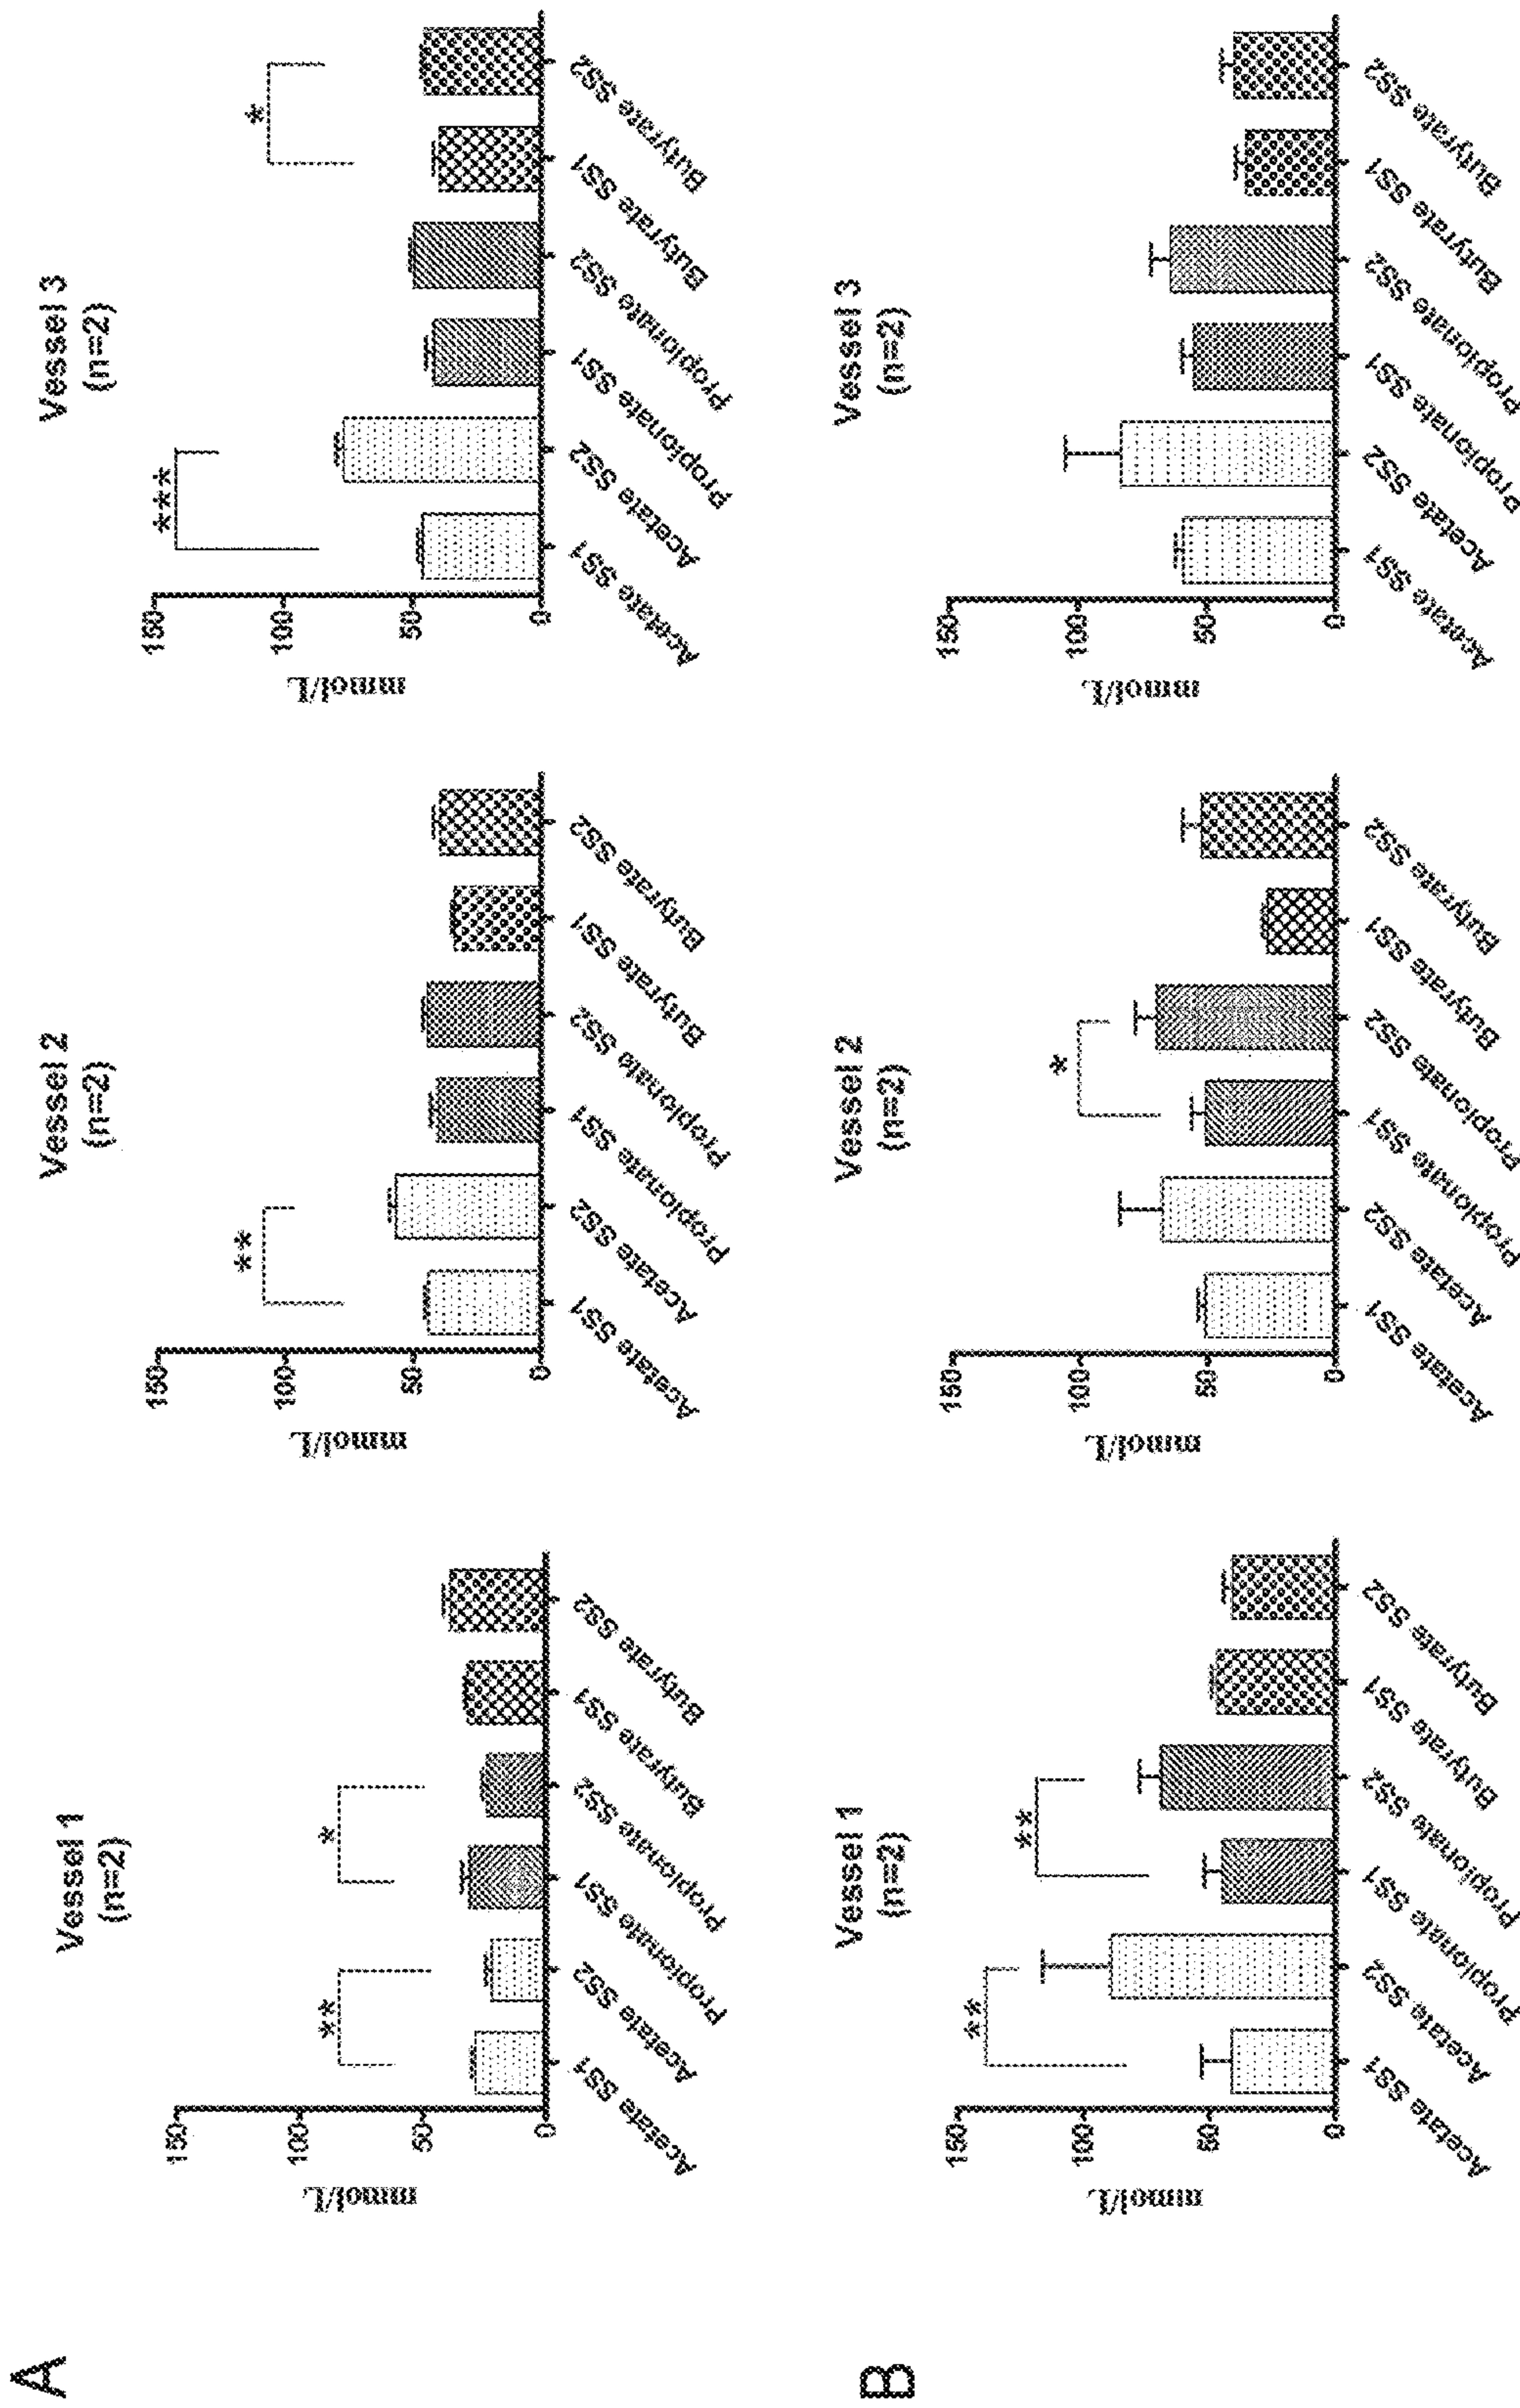 A
Vessel 1
(n=2)
mmol/L
150
100
50
0
**
*
Acetate SS1
Acetate SS2
Propionate SS1
Propionate SS2
Butyrate SS1
Butyrate SS2
Vessel 2
(n=2)
mmol/L
150
100
50
0
**
Acetate SS1
Acetate SS2
Propionate SS1
Propionate SS2
Butyrate SS1
Butyrate SS2
Vessel 3
(n=2)
mmol/L
150
100
50
0
***
*
Acetate SS1
Acetate SS2
Propionate SS1
Propionate SS2
Butyrate SS1
Butyrate SS2
B
Vessel 1
(n=2)
mmol/L
150
100
50
0
**
**
Acetate SS1
Acetate SS2
Propionate SS1
Propionate SS2
Butyrate SS1
Butyrate SS2
Vessel 2
(n=2)
mmol/L
150
100
50
0
*
Acetate SS1
Acetate SS2
Propionate SS1
Propionate SS2
Butyrate SS1
Butyrate SS2
Vessel 3
(n=2)
mmol/L
150
100
50
0
Acetate SS1
Acetate SS2
Propionate SS1
Propionate SS2
Butyrate SS1
Butyrate SS2